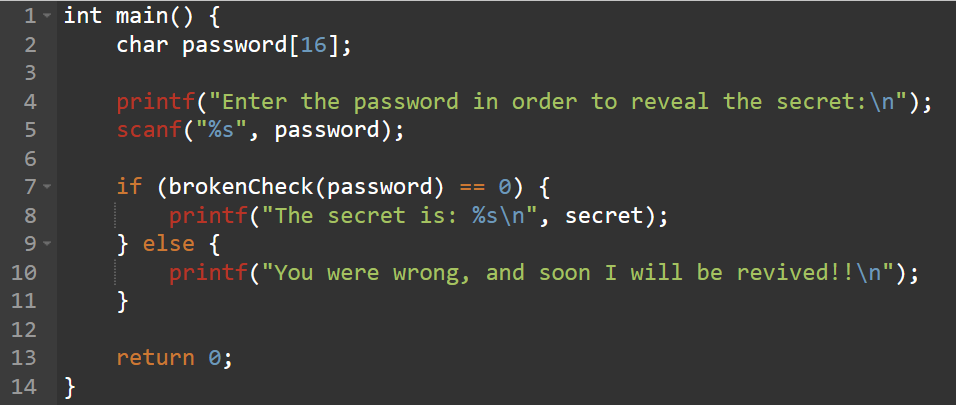 1 int main() {
2     char password[16];
3
4     printf("Enter the password in order to reveal the secret:\n");
5     scanf("%s", password);
6
7     if (brokenCheck(password) == 0) {
8         printf("The secret is: %s\n", secret);
9     } else {
10         printf("You were wrong, and soon I will be revived!!\n");
11     }
12
13     return 0;
14 }